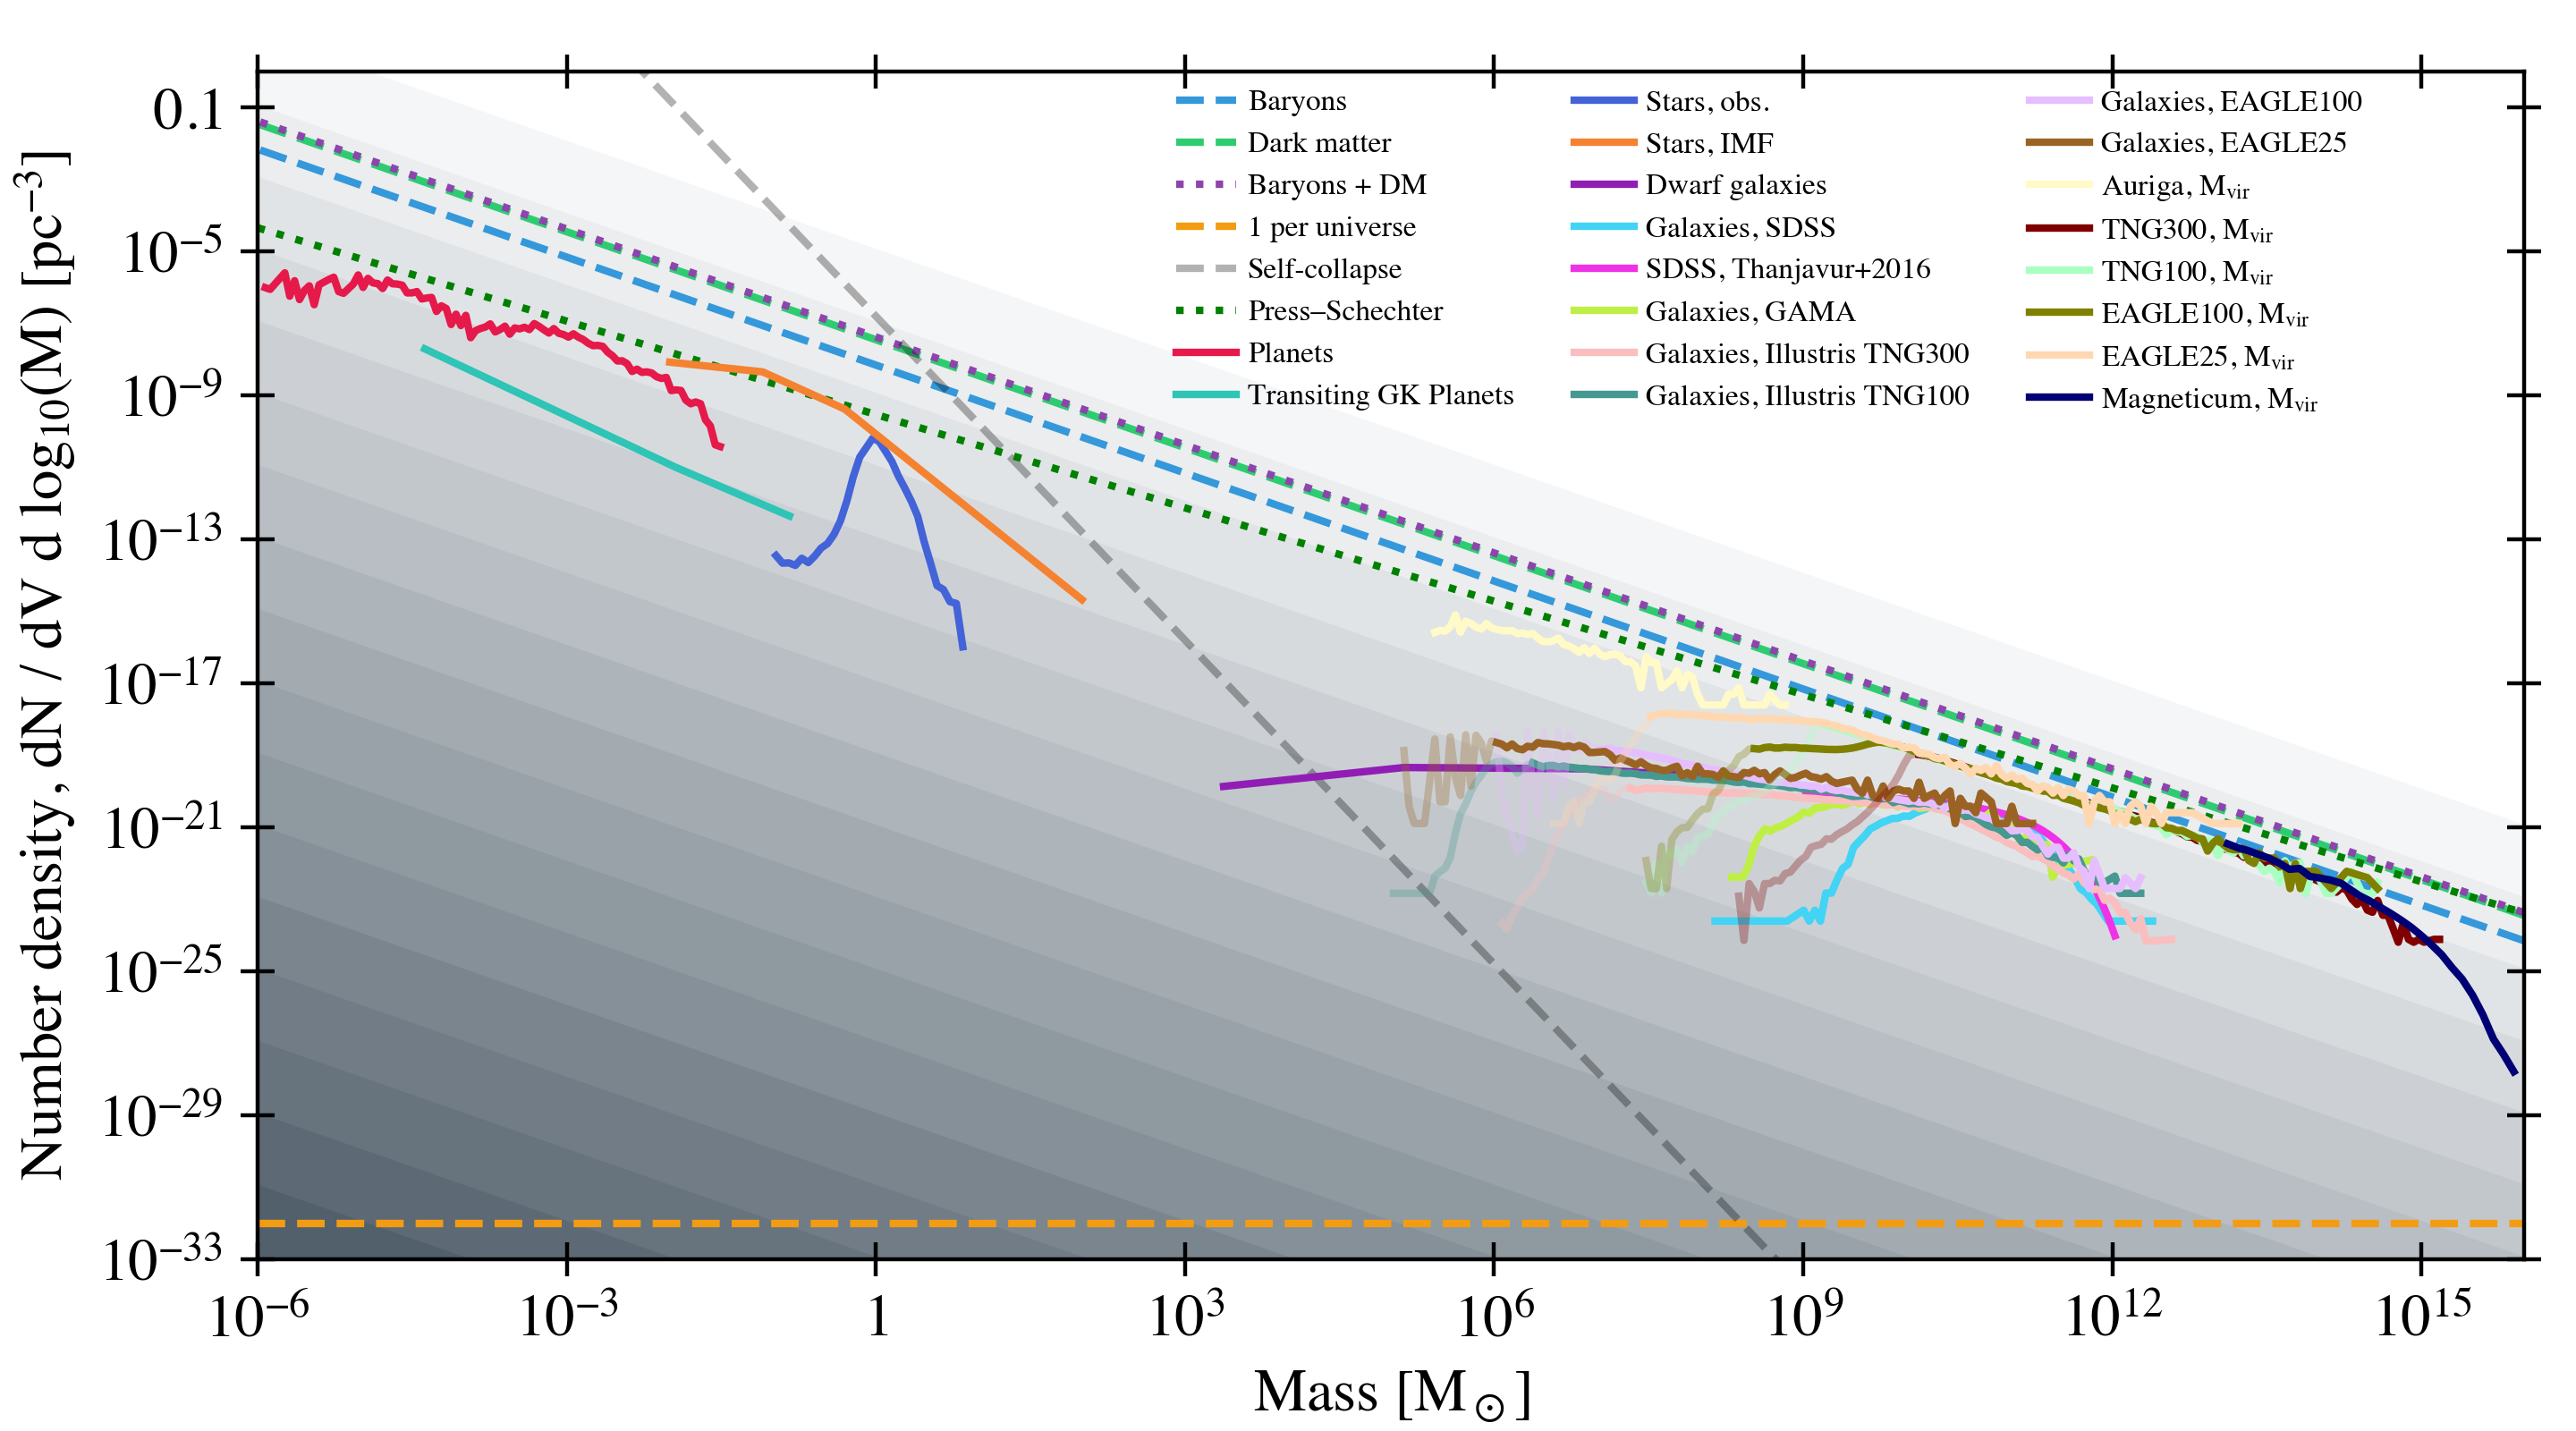 Number density, dN / dV d log₁₀(M) [pc⁻³]
0.1
10⁻⁵
10⁻⁹
10⁻¹³
10⁻¹⁷
10⁻²¹
10⁻²⁵
10⁻²⁹
10⁻³³
Baryons
Dark matter
Baryons + DM
1 per universe
Self-collapse
Press–Schechter
Planets
Transiting GK Planets
Stars, obs.
Stars, IMF
Dwarf galaxies
Galaxies, SDSS
SDSS, Thanjavur+2016
Galaxies, GAMA
Galaxies, Illustris TNG300
Galaxies, Illustris TNG100
Galaxies, EAGLE100
Galaxies, EAGLE25
Auriga, Mvir
TNG300, Mvir
TNG100, Mvir
EAGLE100, Mvir
EAGLE25, Mvir
Magneticum, Mvir
10⁻⁶ 10⁻³ 1 10³ 10⁶ 10⁹ 10¹² 10¹⁵
Mass [M⊙]